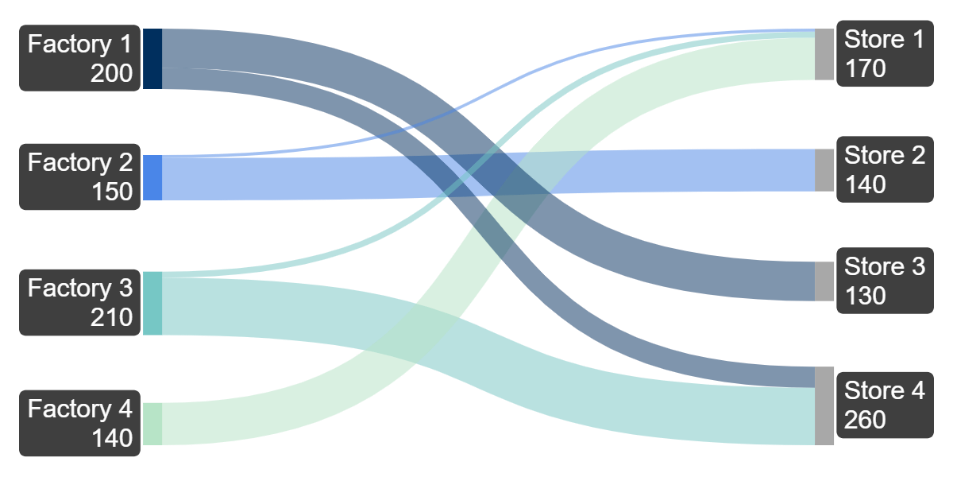 Factory 1
200
Store 1
170
Factory 2
150
Store 2
140
Factory 3
210
Store 3
130
Factory 4
140
Store 4
260